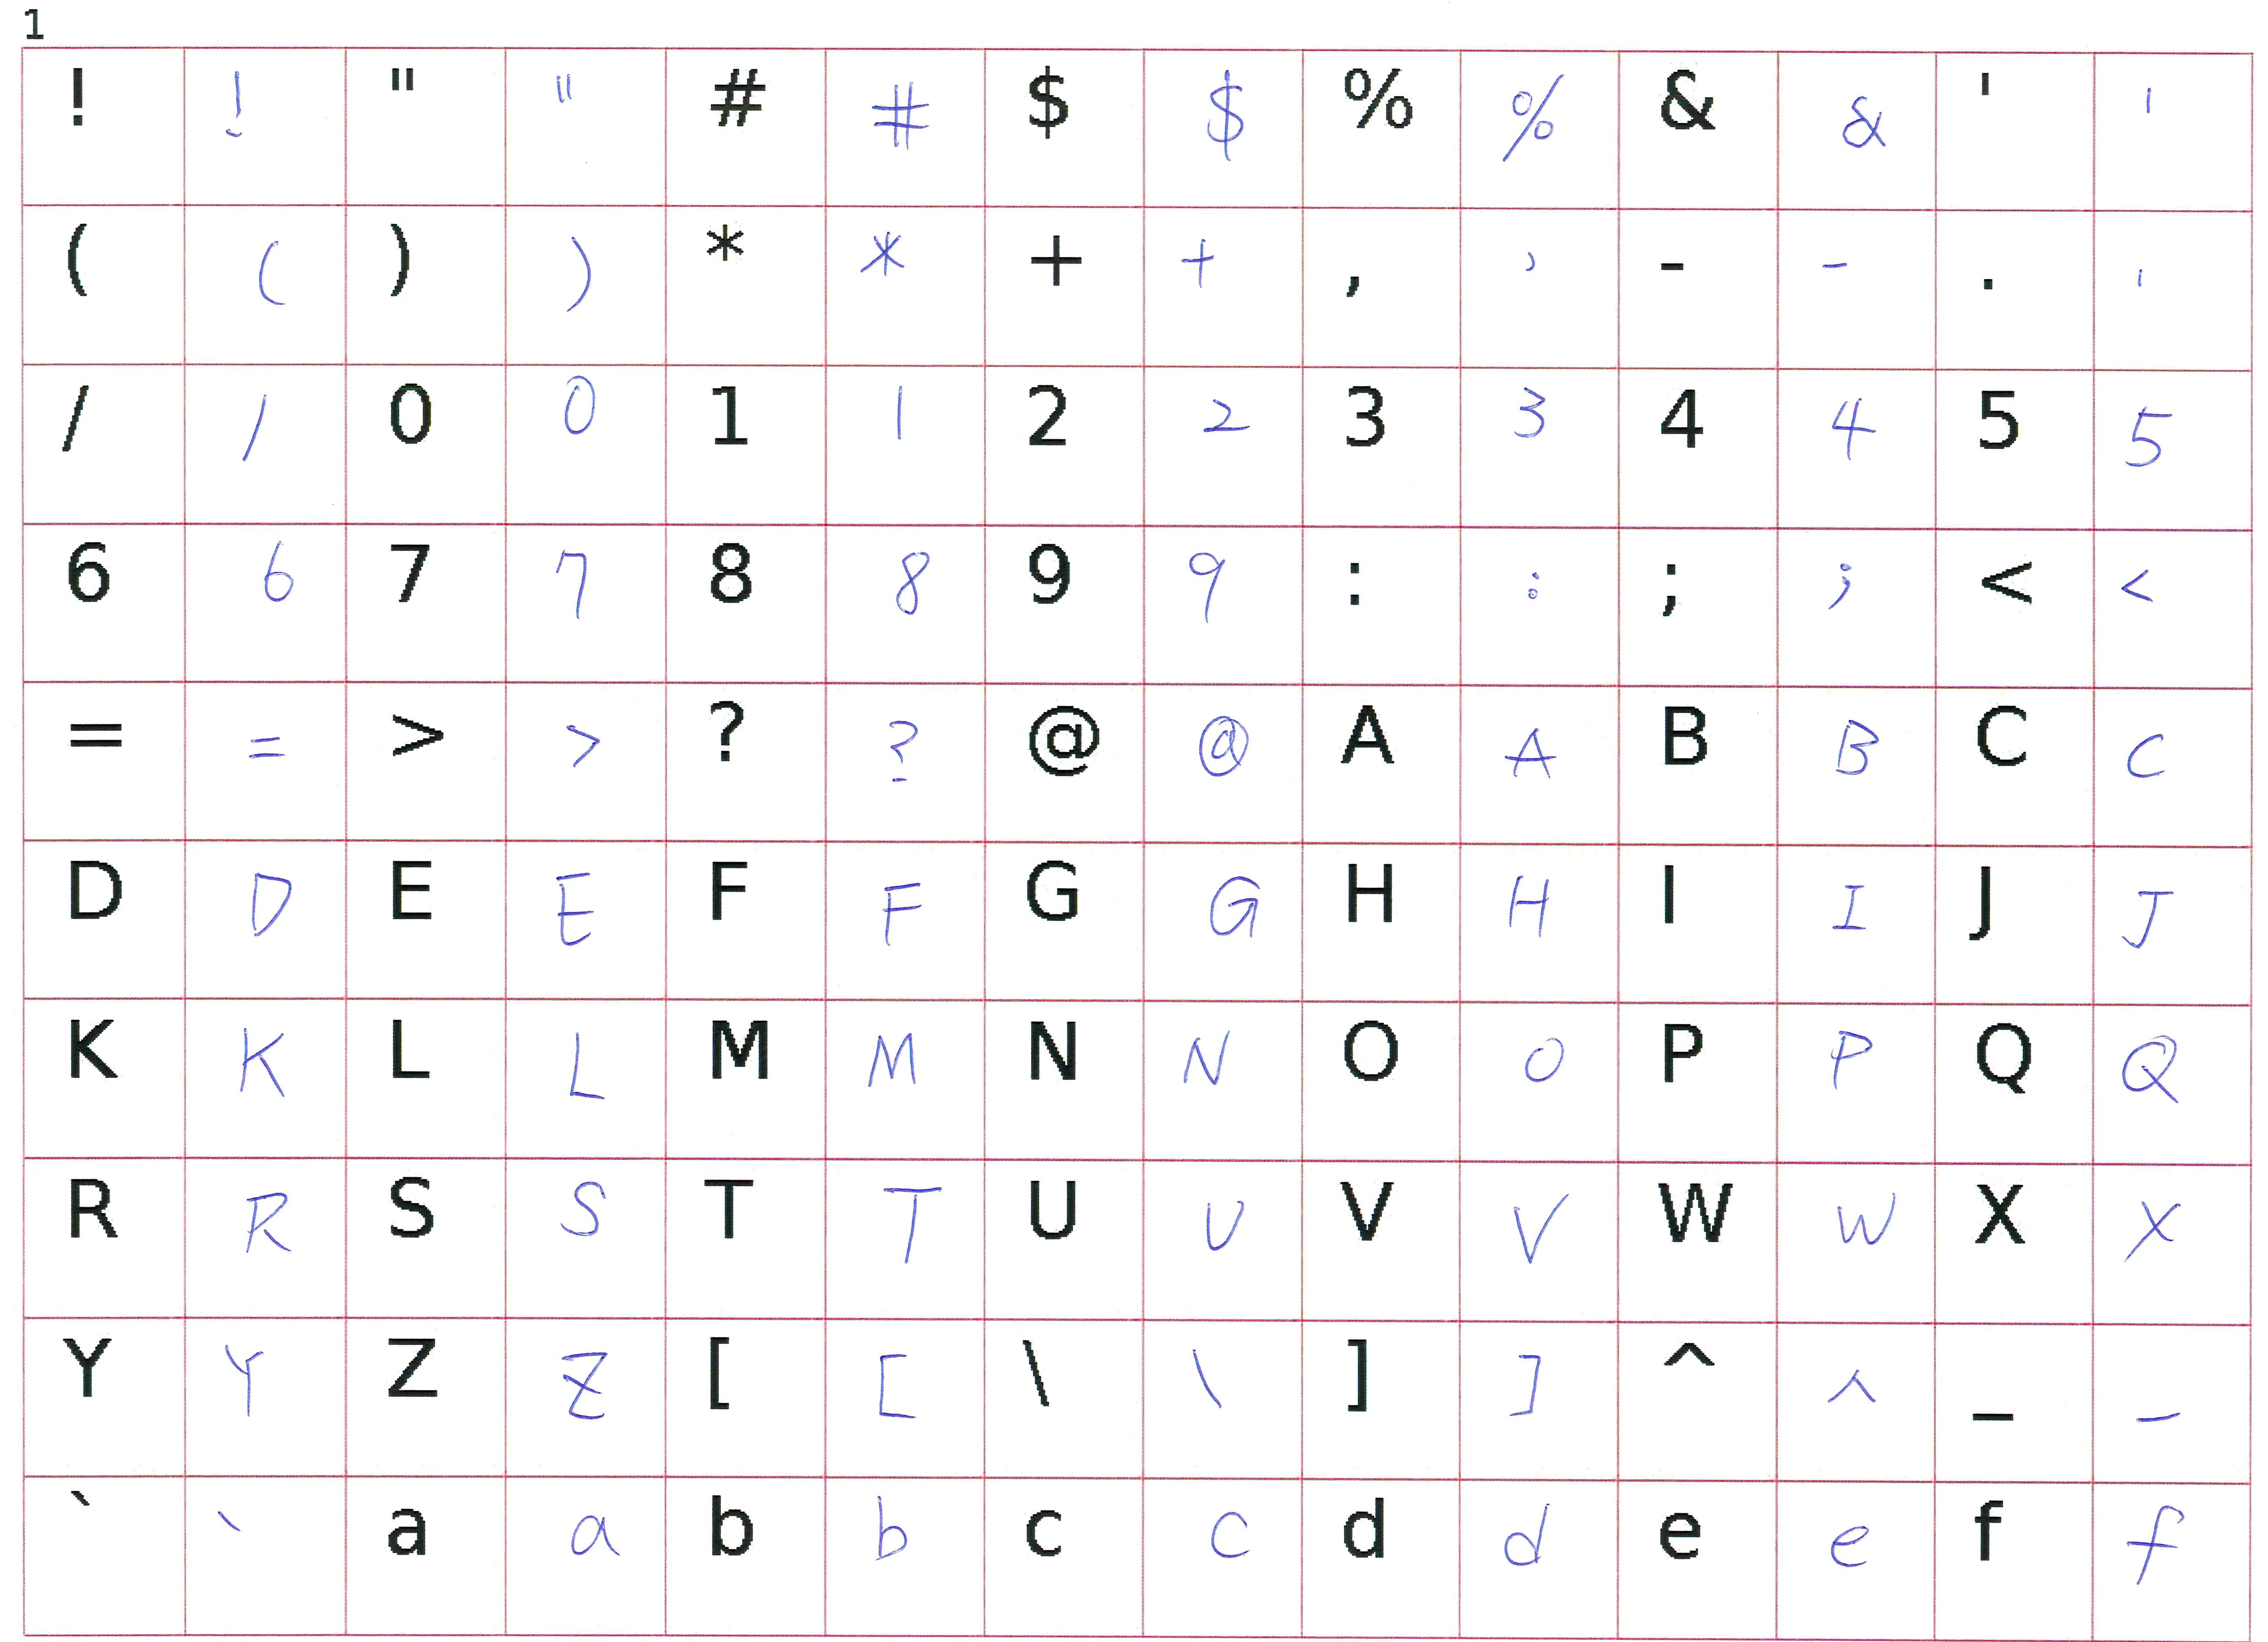 1
! ! " " # # $ $ % % & & ' '
( ( ) ) * * + + , , - - . .
/ / 0 0 1 1 2 2 3 3 4 4 5 5
6 6 7 7 8 8 9 9 : : ; ; < <
= = > > ? ? @ @ A A B B C C
D D E E F F G G H H I I J J
K K L L M M N N O O P P Q Q
R R S S T T U U V V W W X X
Y Y Z Z [ [ \ \ ] ] ^ ^ _ _
` ` a a b b c c d d e e f f